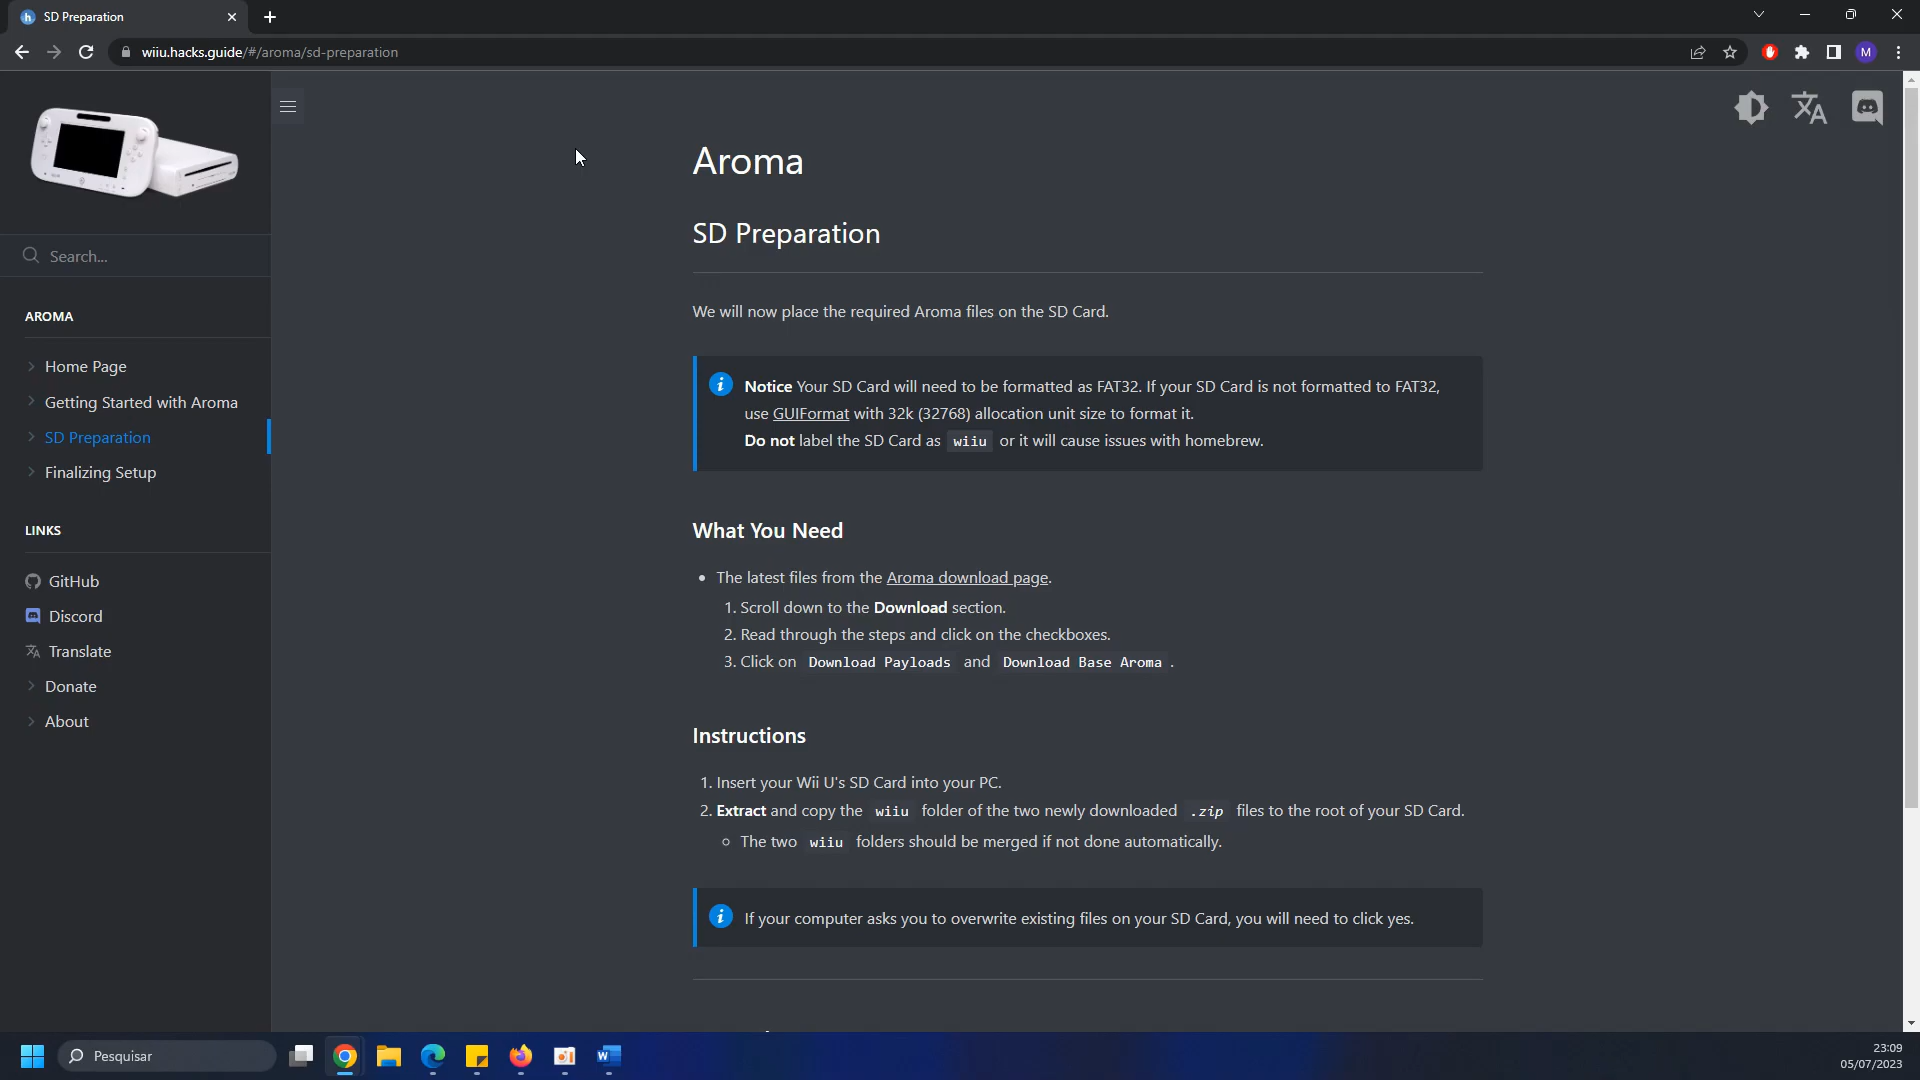 SD Preparation
wiiu.hacks.guide/#/aroma/sd-preparation
M
Search...
AROMA
Home Page
Getting Started with Aroma
SD Preparation
Finalizing Setup
LINKS
GitHub
Discord
Translate
Donate
About
Aroma
SD Preparation
We will now place the required Aroma files on the SD Card.
Notice Your SD Card will need to be formatted as FAT32. If your SD Card is not formatted to FAT32,
use GUIFormat with 32k (32768) allocation unit size to format it.
Do not label the SD Card as wiiu or it will cause issues with homebrew.
What You Need
• The latest files from the Aroma download page.
1. Scroll down to the Download section.
2. Read through the steps and click on the checkboxes.
3. Click on Download Payloads and Download Base Aroma .
Instructions
1. Insert your Wii U's SD Card into your PC.
2. Extract and copy the wiiu folder of the two newly downloaded .zip files to the root of your SD Card.
The two wiiu folders should be merged if not done automatically.
If your computer asks you to overwrite existing files on your SD Card, you will need to click yes.
Pesquisar
23:09
05/07/2023